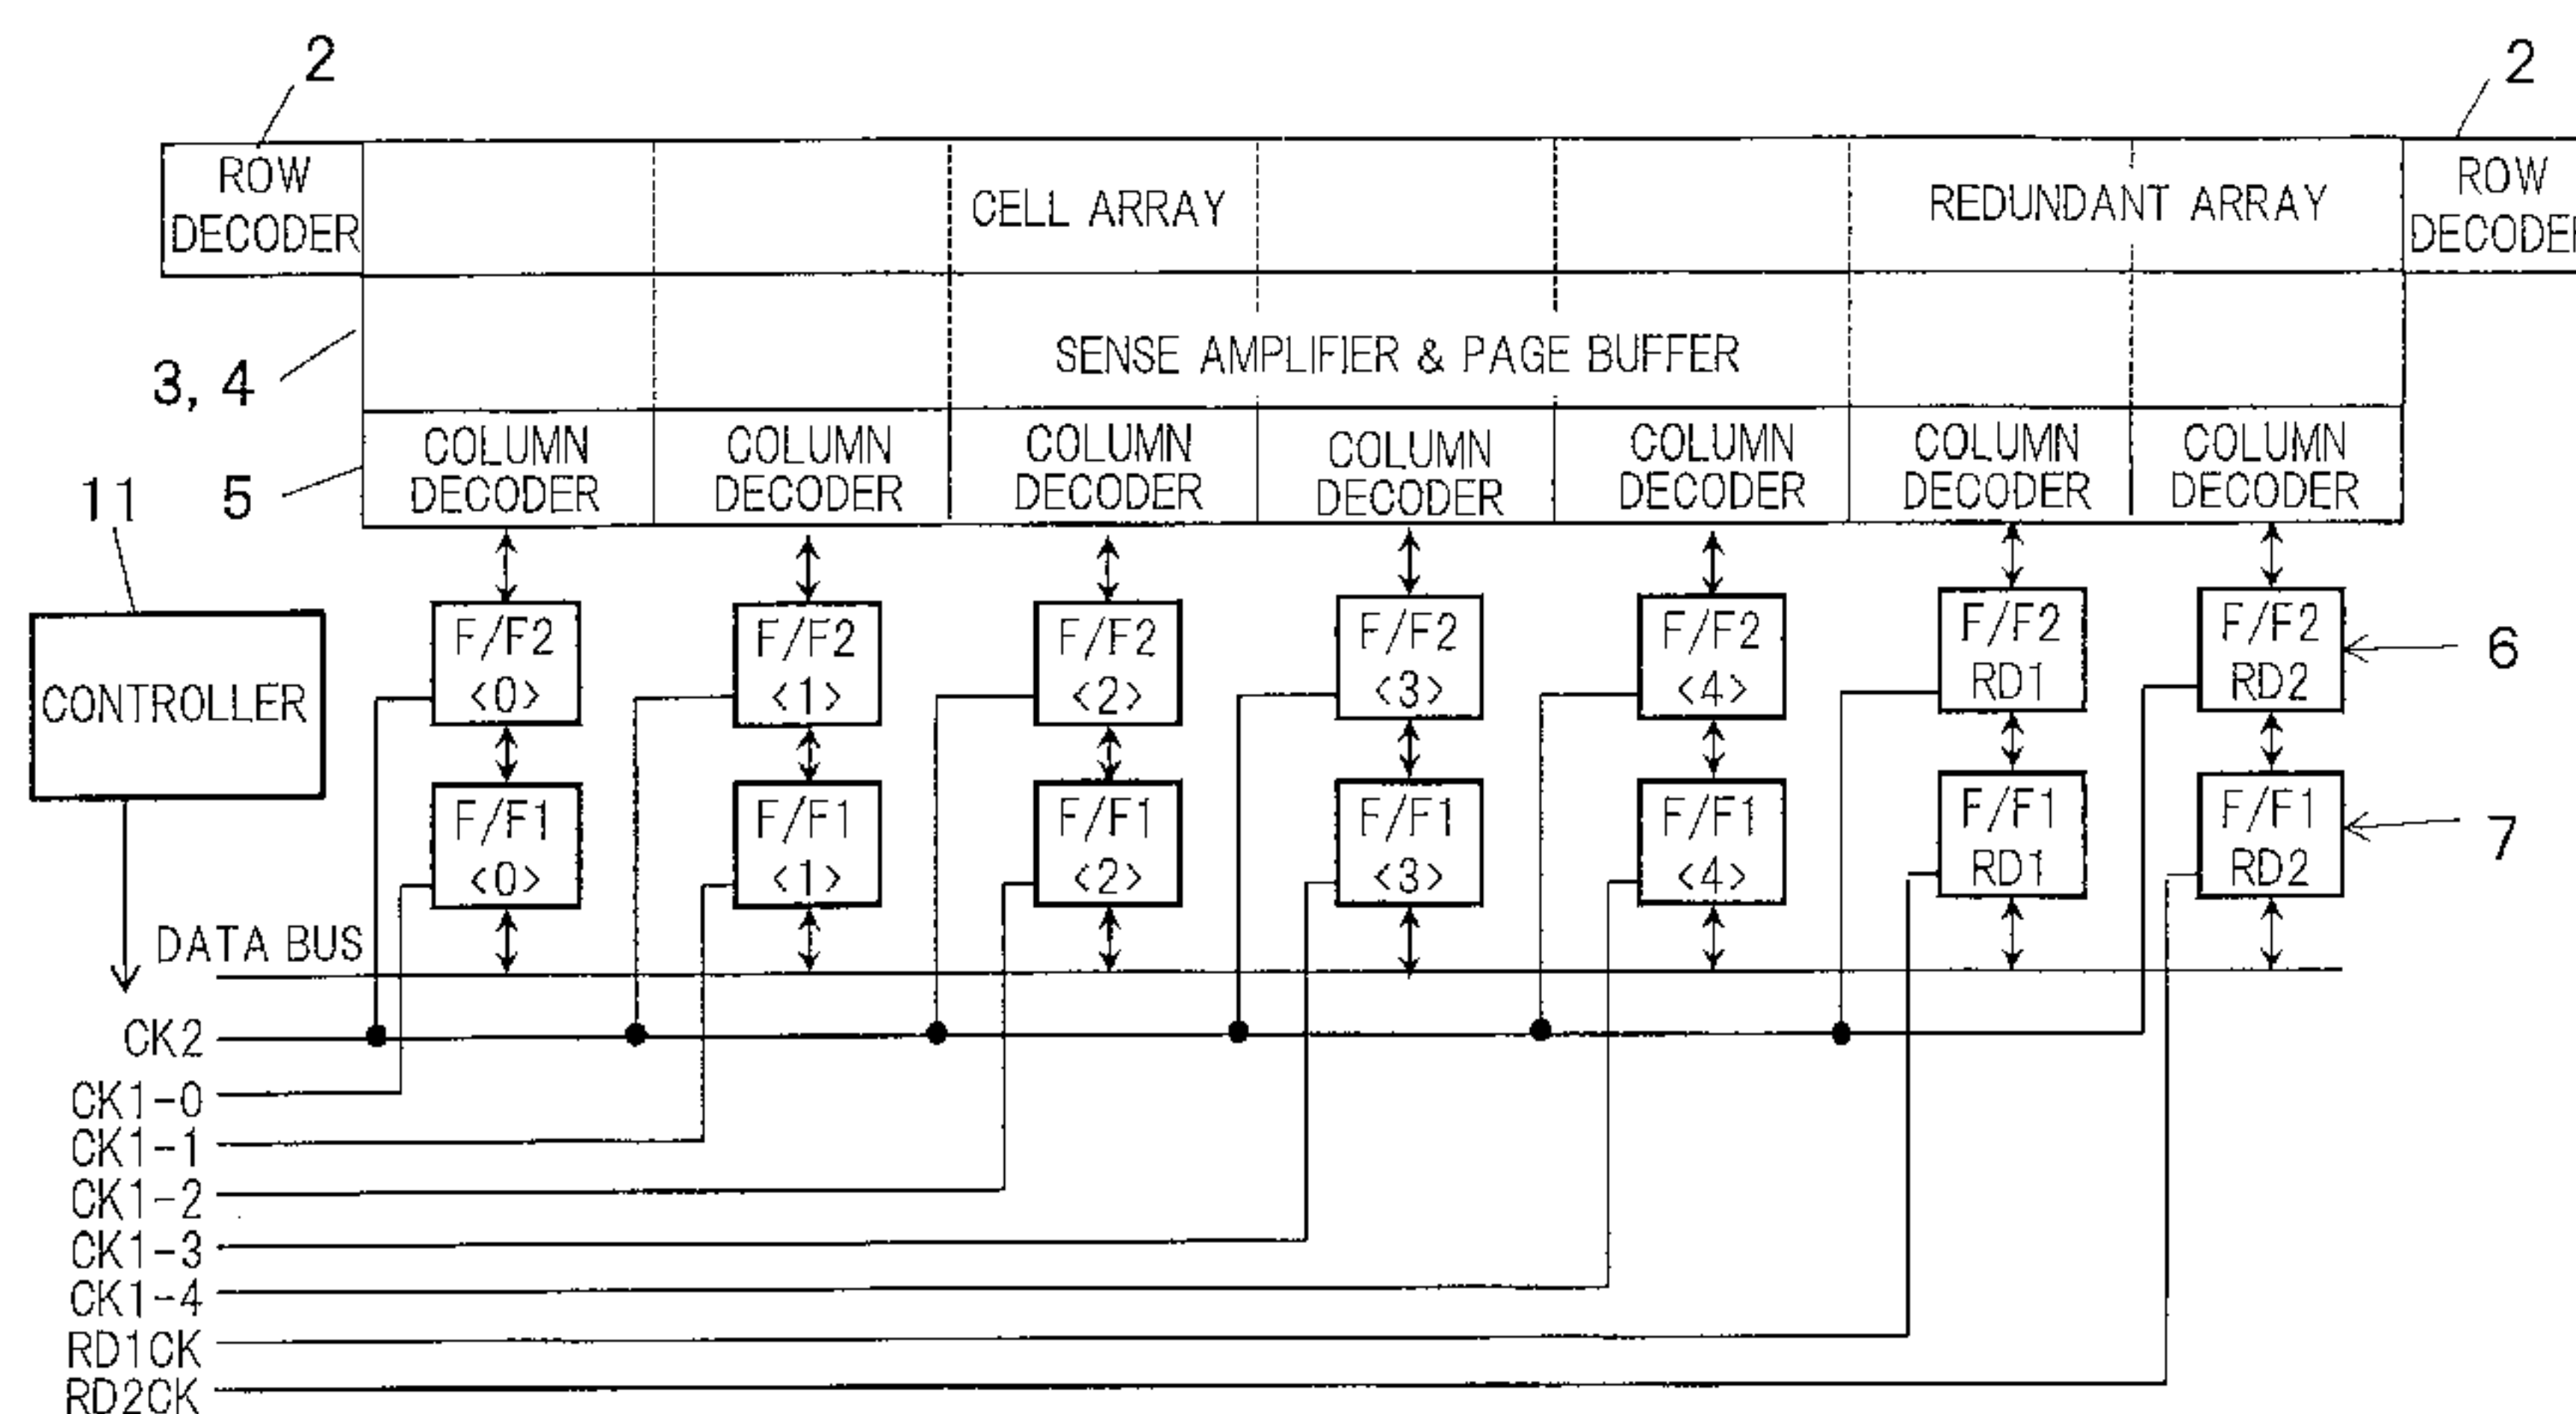 2
2
ROW
DECODER
CELL ARRAY
REDUNDANT ARRAY
ROW
SENSE AMPLIFIER & PAGE BUFFER
3, 4
COLUMN
DECODER
COLUMN
DECODER
COLUMN
DECODER
COLUMN
DECODER
COLUMN
DECODER
COLUMN
DECODER
COLUMN
DECODER
5
11
CONTROLLER
F/F2
<0>
F/F2
<1>
F/F2
<2>
F/F2
<3>
F/F2
<4>
F/F2
RD1
F/F2
RD2
6
F/F1
<0>
F/F1
<1>
F/F1
<2>
F/F1
<3>
F/F1
<4>
F/F1
RD1
F/F1
RD2
7
DATA BUS
CK2
CK1-0
CK1-1
CK1-2
CK1-3
CK1-4
RD1CK
RD2CK